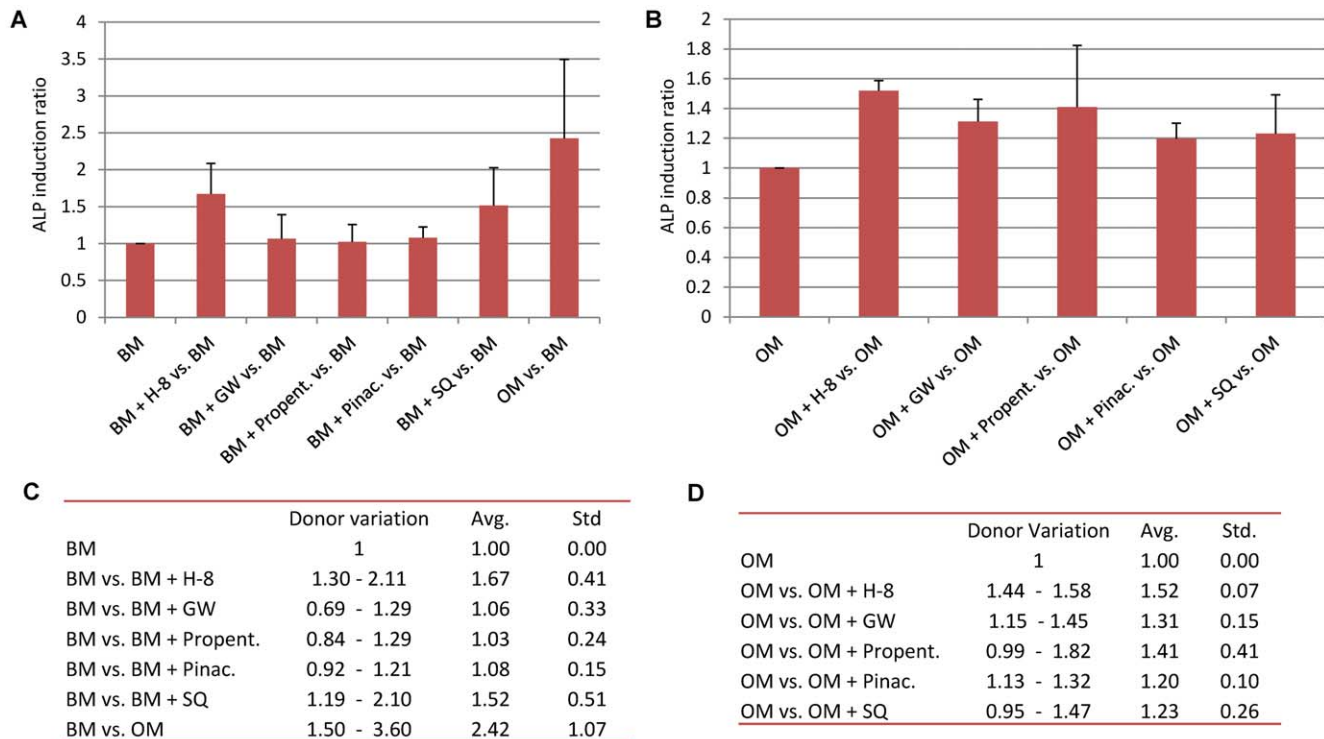 A
ALP induction ratio
4
3.5
3
2.5
2
1.5
1
0.5
0
BM
BM + H-8 vs. BM
BM + GW vs. BM
BM + Propent. vs. BM
BM + Pinac. vs. BM
BM + SQ vs. BM
OM vs. BM
B
ALP induction ratio
2
1.8
1.6
1.4
1.2
1
0.8
0.6
0.4
0.2
0
OM
OM + H-8 vs. OM
OM + GW vs. OM
OM + Propent. vs. OM
OM + Pinac. vs. OM
OM + SQ vs. OM
C
Donor variation Avg. Std
BM 1 1.00 0.00
BM vs. BM + H-8 1.30 - 2.11 1.67 0.41
BM vs. BM + GW 0.69 - 1.29 1.06 0.33
BM vs. BM + Propent. 0.84 - 1.29 1.03 0.24
BM vs. BM + Pinac. 0.92 - 1.21 1.08 0.15
BM vs. BM + SQ 1.19 - 2.10 1.52 0.51
BM vs. OM 1.50 - 3.60 2.42 1.07
D
Donor Variation Avg. Std.
OM 1 1.00 0.00
OM vs. OM + H-8 1.44 - 1.58 1.52 0.07
OM vs. OM + GW 1.15 - 1.45 1.31 0.15
OM vs. OM + Propent. 0.99 - 1.82 1.41 0.41
OM vs. OM + Pinac. 1.13 - 1.32 1.20 0.10
OM vs. OM + SQ 0.95 - 1.47 1.23 0.26